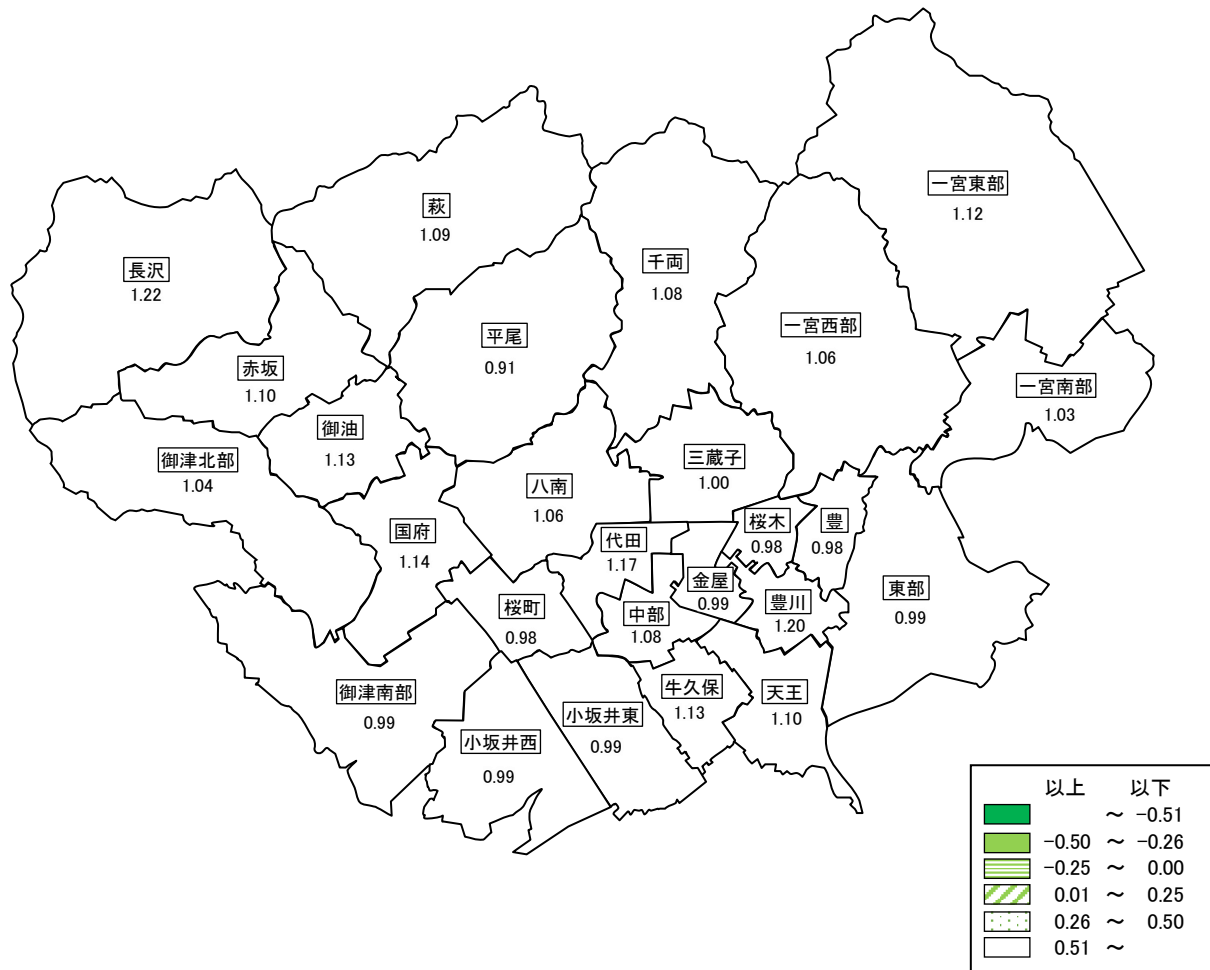 一宮東部
1.12
萩
1.09
長沢
1.22
千両
1.08
一宮西部
1.06
平尾
0.91
赤坂
1.10
一宮南部
1.03
御油
1.13
御津北部
1.04
三蔵子
1.00
八南
1.06
国府
1.14
代田
1.17
桜木
0.98
豊
0.98
金屋
0.99
豊川
1.20
東部
0.99
桜町
0.98
中部
1.08
御津南部
0.99
牛久保
1.13
天王
1.10
小坂井東
0.99
小坂井西
0.99
以上 以下
～ -0.51
-0.50 ～ -0.26
-0.25 ～ 0.00
0.01 ～ 0.25
0.26 ～ 0.50
0.51 ～